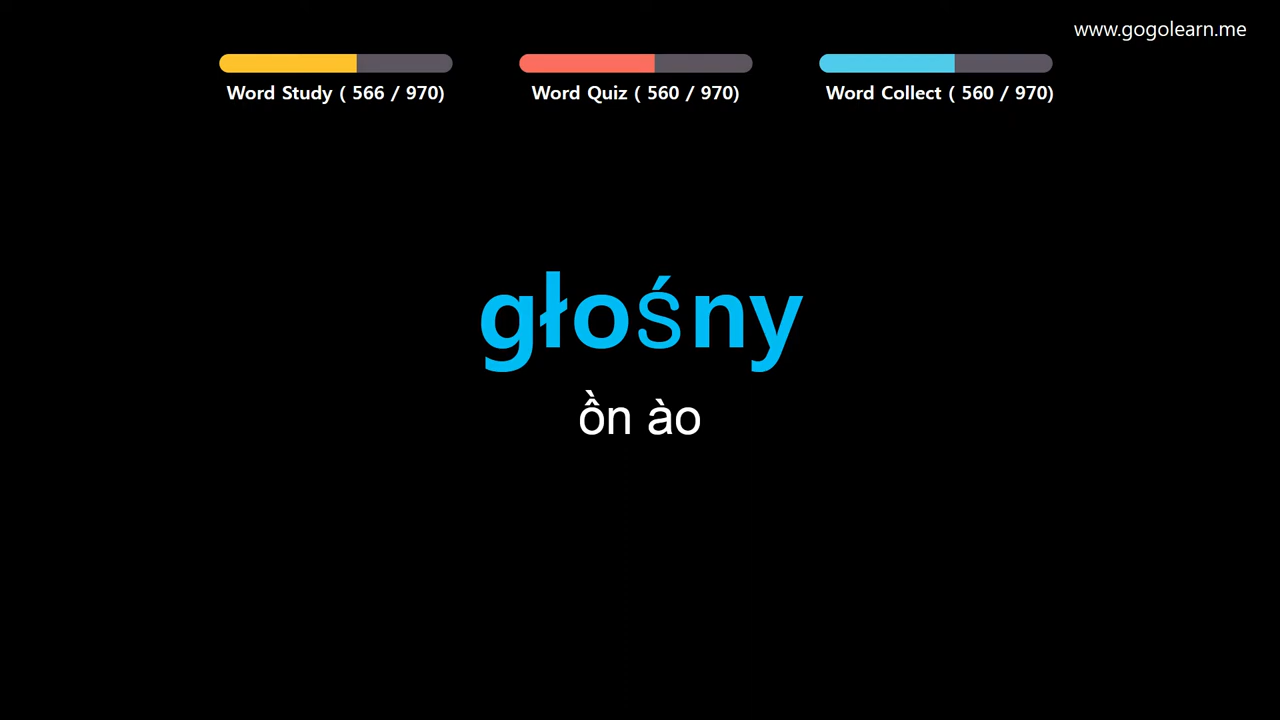 www.gogolearn.me
Word Study ( 566 / 970)
Word Quiz ( 560 / 970)
Word Collect ( 560 / 970)
głośny
ồn ào